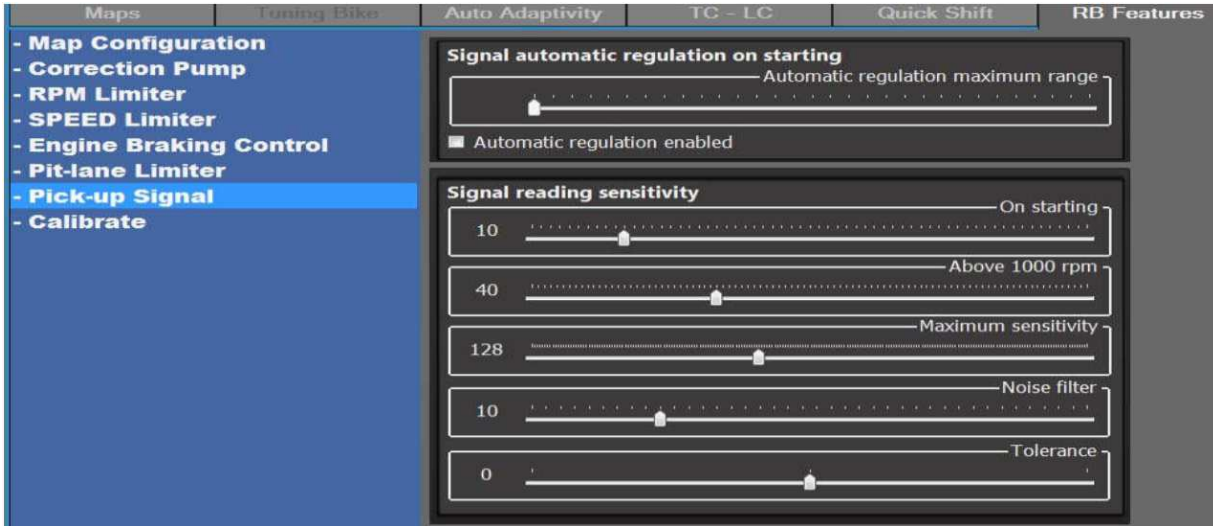 Maps Tuning Bike Auto Adaptivity TC - LC Quick Shift RB Features
- Map Configuration
- Correction Pump
- RPM Limiter
- SPEED Limiter
- Engine Braking Control
- Pit-lane Limiter
- Pick-up Signal
- Calibrate
Signal automatic regulation on starting
Automatic regulation maximum range
Automatic regulation enabled
Signal reading sensitivity
On starting
10
Above 1000 rpm
40
Maximum sensitivity
128
Noise filter
10
Tolerance
0